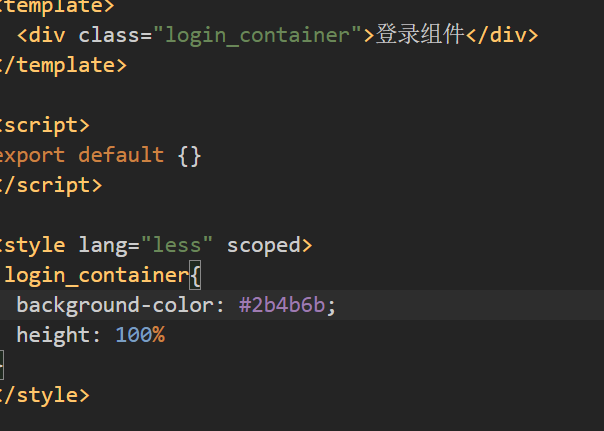 <template>
<div class="login_container">登录组件</div>
</template>
<script>
export default {}
</script>
<style lang="less" scoped>
.login_container{
background-color: #2b4b6b;
height: 100%
}
</style>